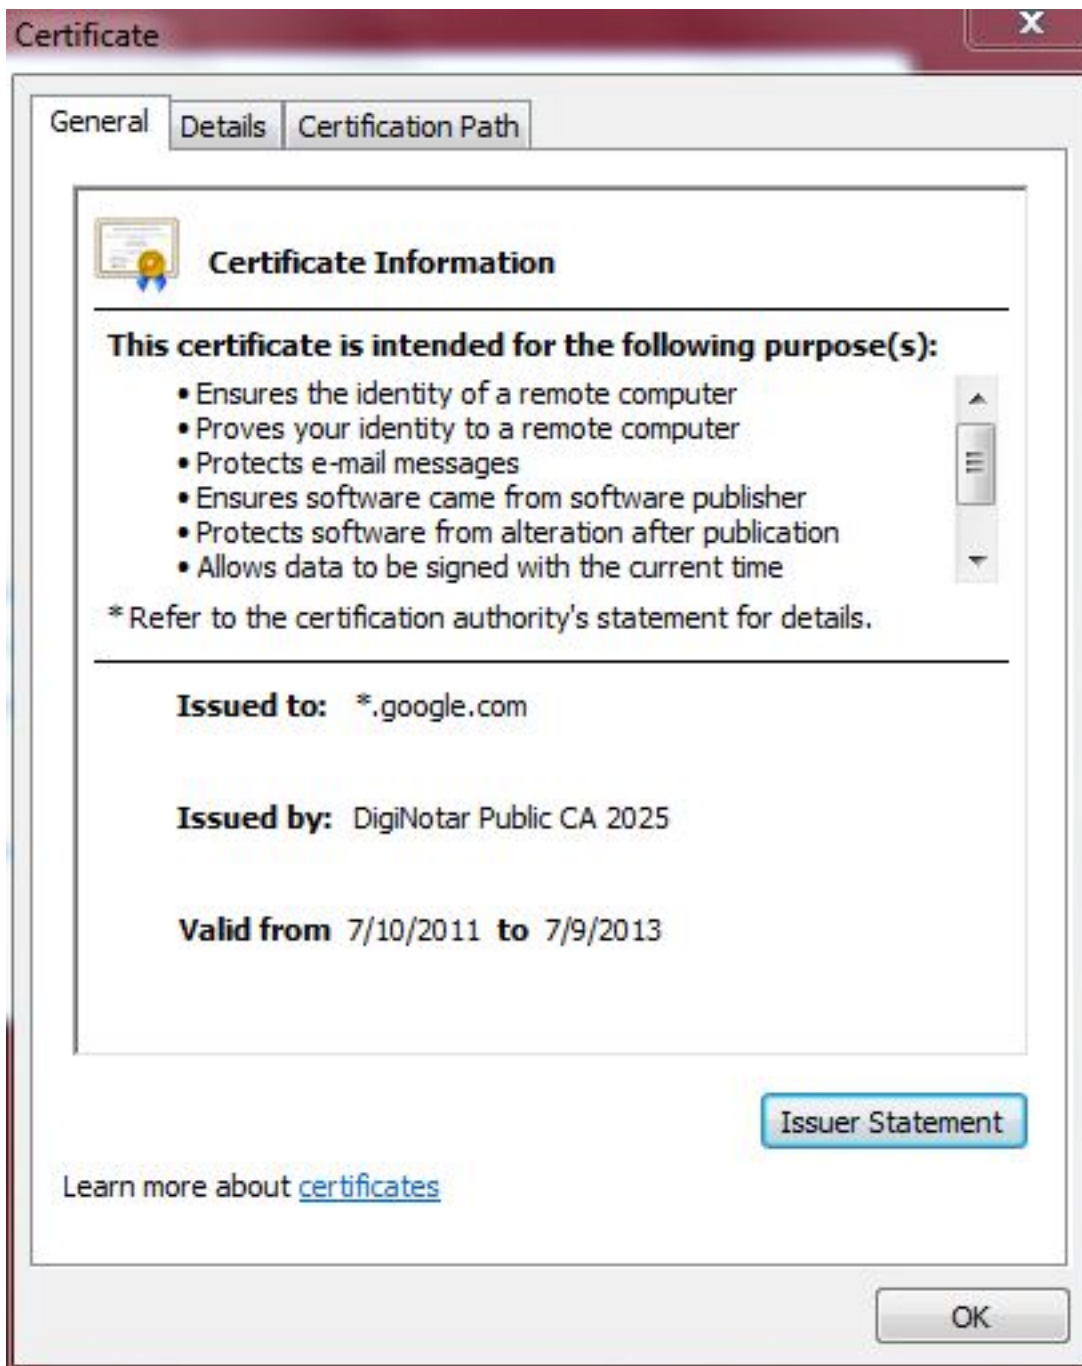 Certificate
General Details Certification Path
Certificate Information
This certificate is intended for the following purpose(s):
• Ensures the identity of a remote computer
• Proves your identity to a remote computer
• Protects e-mail messages
• Ensures software came from software publisher
• Protects software from alteration after publication
• Allows data to be signed with the current time
* Refer to the certification authority's statement for details.
Issued to: *.google.com
Issued by: DigiNotar Public CA 2025
Valid from 7/10/2011 to 7/9/2013
Issuer Statement
Learn more about certificates
OK